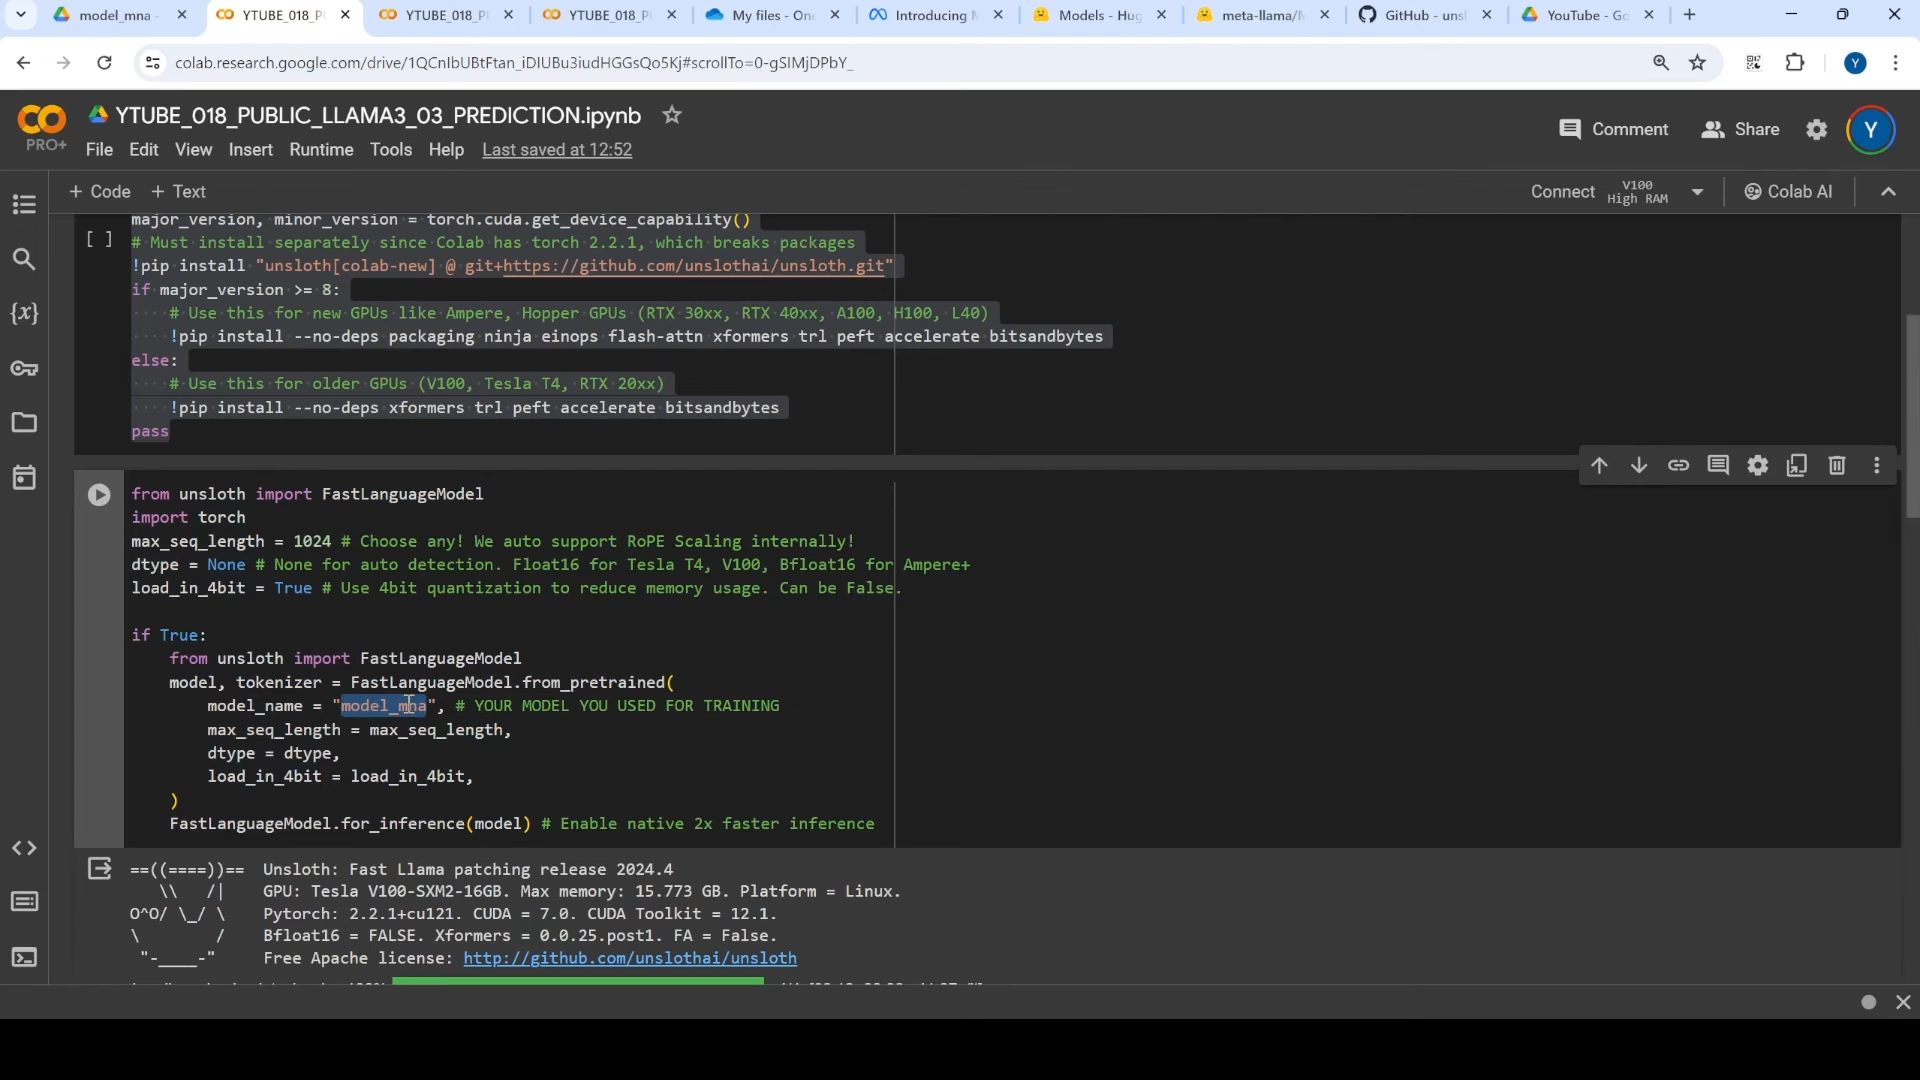 model_mna -
YTUBE_018_P
YTUBE_018_P
YTUBE_018_P
My files - On
Introducing
Models - Hug
meta-llama/
GitHub - uns
YouTube - Go
colab.research.google.com/drive/1QCnIbUBtFtan_iDIUBu3iudHGGsQo5Kj#scrollTo=0-gSIMjDPbY_
Y
CO
PRO+
YTUBE_018_PUBLIC_LLAMA3_03_PREDICTION.ipynb
Comment
Share
Y
File Edit View Insert Runtime Tools Help Last saved at 12:52
+ Code + Text
Connect
V100
High RAM
Colab AI
major_version, minor_version = torch.cuda.get_device_capability()
[ ]
# Must install separately since Colab has torch 2.2.1, which breaks packages
!pip install "unsloth[colab-new] @ git+https://github.com/unslothai/unsloth.git"
if major_version >= 8:
# Use this for new GPUs like Ampere, Hopper GPUs (RTX 30xx, RTX 40xx, A100, H100, L40)
!pip install --no-deps packaging ninja einops flash-attn xformers trl peft accelerate bitsandbytes
else:
# Use this for older GPUs (V100, Tesla T4, RTX 20xx)
!pip install --no-deps xformers trl peft accelerate bitsandbytes
pass
from unsloth import FastLanguageModel
import torch
max_seq_length = 1024 # Choose any! We auto support RoPE Scaling internally!
dtype = None # None for auto detection. Float16 for Tesla T4, V100, Bfloat16 for Ampere+
load_in_4bit = True # Use 4bit quantization to reduce memory usage. Can be False.
if True:
from unsloth import FastLanguageModel
model, tokenizer = FastLanguageModel.from_pretrained(
model_name = "model_mna", # YOUR MODEL YOU USED FOR TRAINING
max_seq_length = max_seq_length,
dtype = dtype,
load_in_4bit = load_in_4bit,
)
FastLanguageModel.for_inference(model) # Enable native 2x faster inference
==((====))== Unsloth: Fast Llama patching release 2024.4
\\ /| GPU: Tesla V100-SXM2-16GB. Max memory: 15.773 GB. Platform = Linux.
O^O/ \_/ \ Pytorch: 2.2.1+cu121. CUDA = 7.0. CUDA Toolkit = 12.1.
\ / Bfloat16 = FALSE. Xformers = 0.0.25.post1. FA = False.
"-____-" Free Apache license: http://github.com/unslothai/unsloth